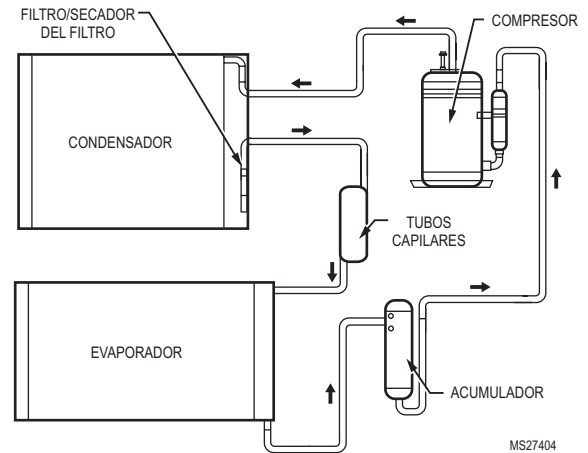 FILTRO/SECADOR
DEL FILTRO
COMPRESOR
CONDENSADOR
TUBOS
CAPILARES
EVAPORADOR
ACUMULADOR
MS27404